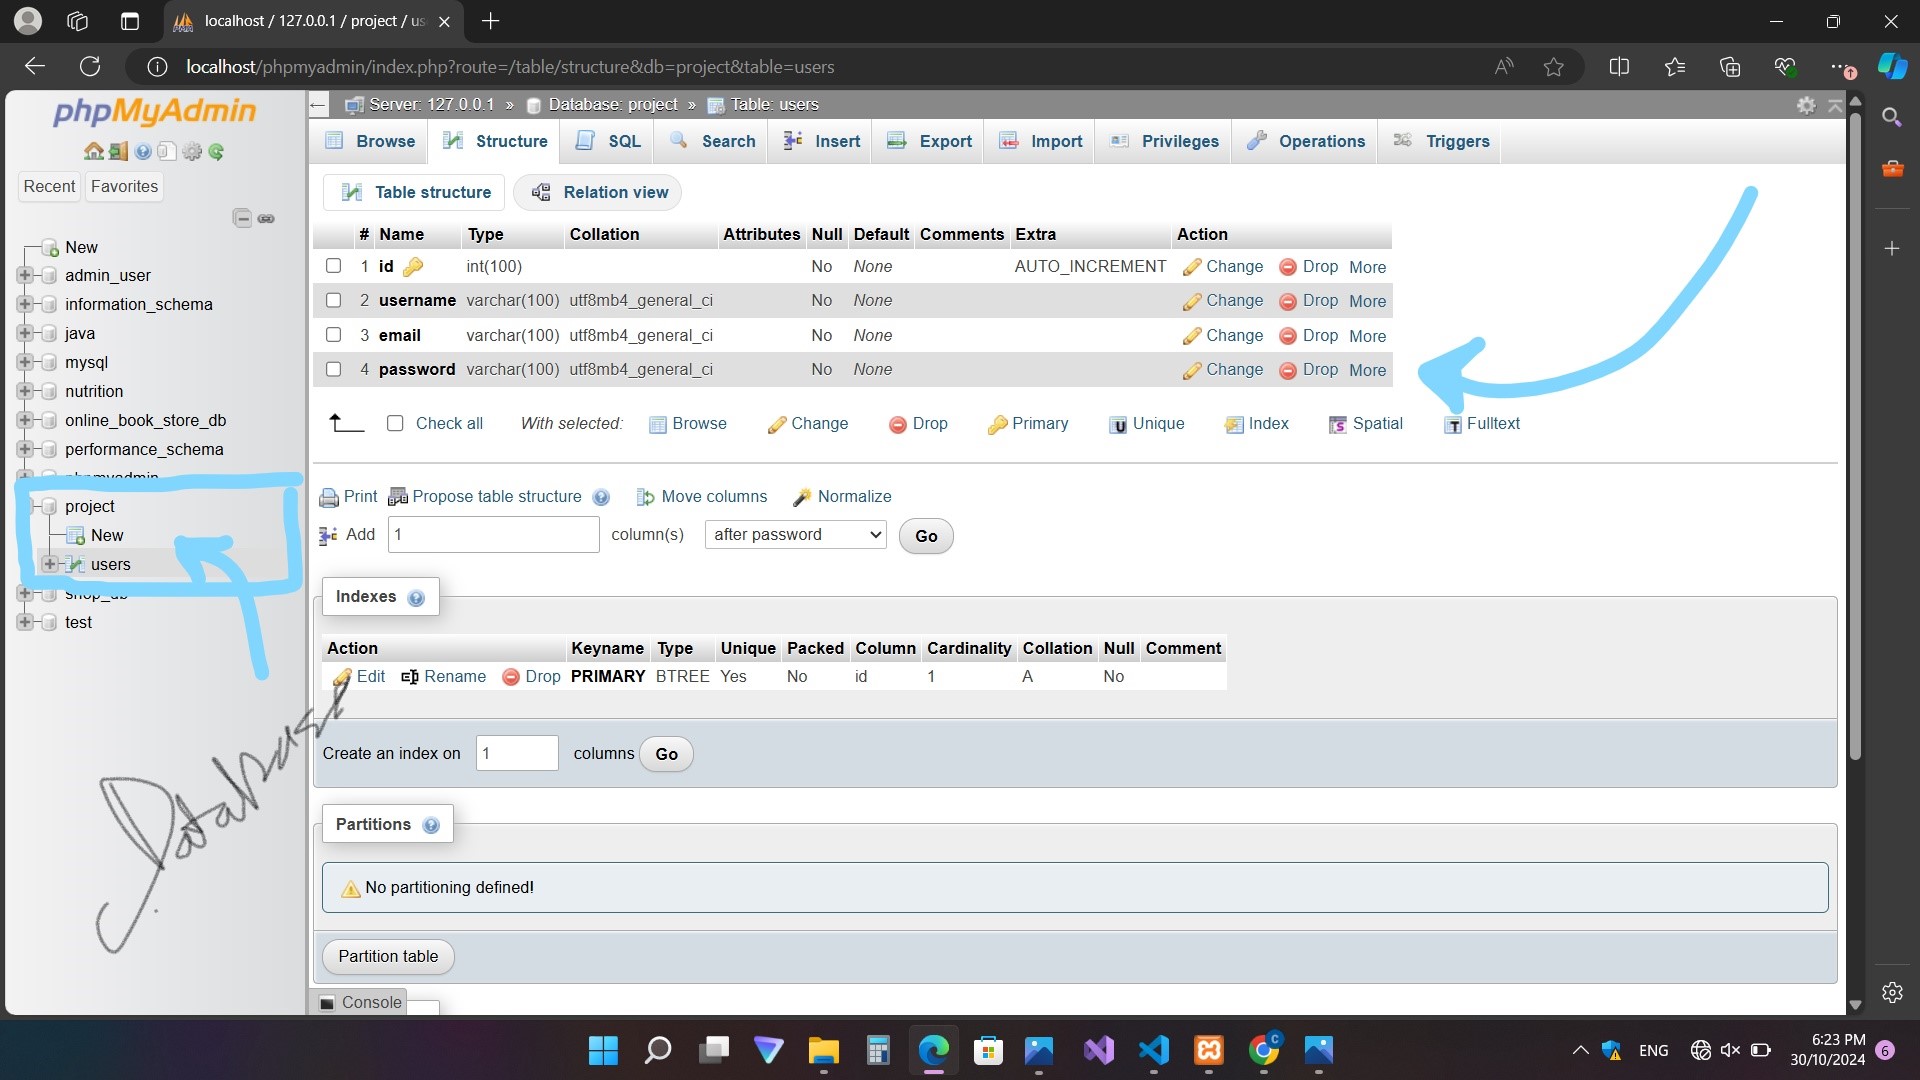 localhost / 127.0.0.1 / project / us
localhost/phpmyadmin/index.php?route=/table/structure&db=project&table=users
phpMyAdmin
Recent Favorites
New
admin_user
information_schema
java
mysql
nutrition
online_book_store_db
performance_schema
phpmyadmin
project
New
users
shop_db
test
Database
Server: 127.0.0.1 » Database: project » Table: users
Browse Structure SQL Search Insert Export Import Privileges Operations Triggers
Table structure Relation view
# Name Type Collation Attributes Null Default Comments Extra Action
1 id int(100) No None AUTO_INCREMENT Change Drop More
2 username varchar(100) utf8mb4_general_ci No None Change Drop More
3 email varchar(100) utf8mb4_general_ci No None Change Drop More
4 password varchar(100) utf8mb4_general_ci No None Change Drop More
Check all With selected: Browse Change Drop Primary Unique Index Spatial Fulltext
Print Propose table structure Move columns Normalize
Add 1 column(s) after password Go
Indexes
Action Keyname Type Unique Packed Column Cardinality Collation Null Comment
Edit Rename Drop PRIMARY BTREE Yes No id 1 A No
Create an index on 1 columns Go
Partitions
No partitioning defined!
Partition table
Console
ENG
6:23 PM
30/10/2024
6